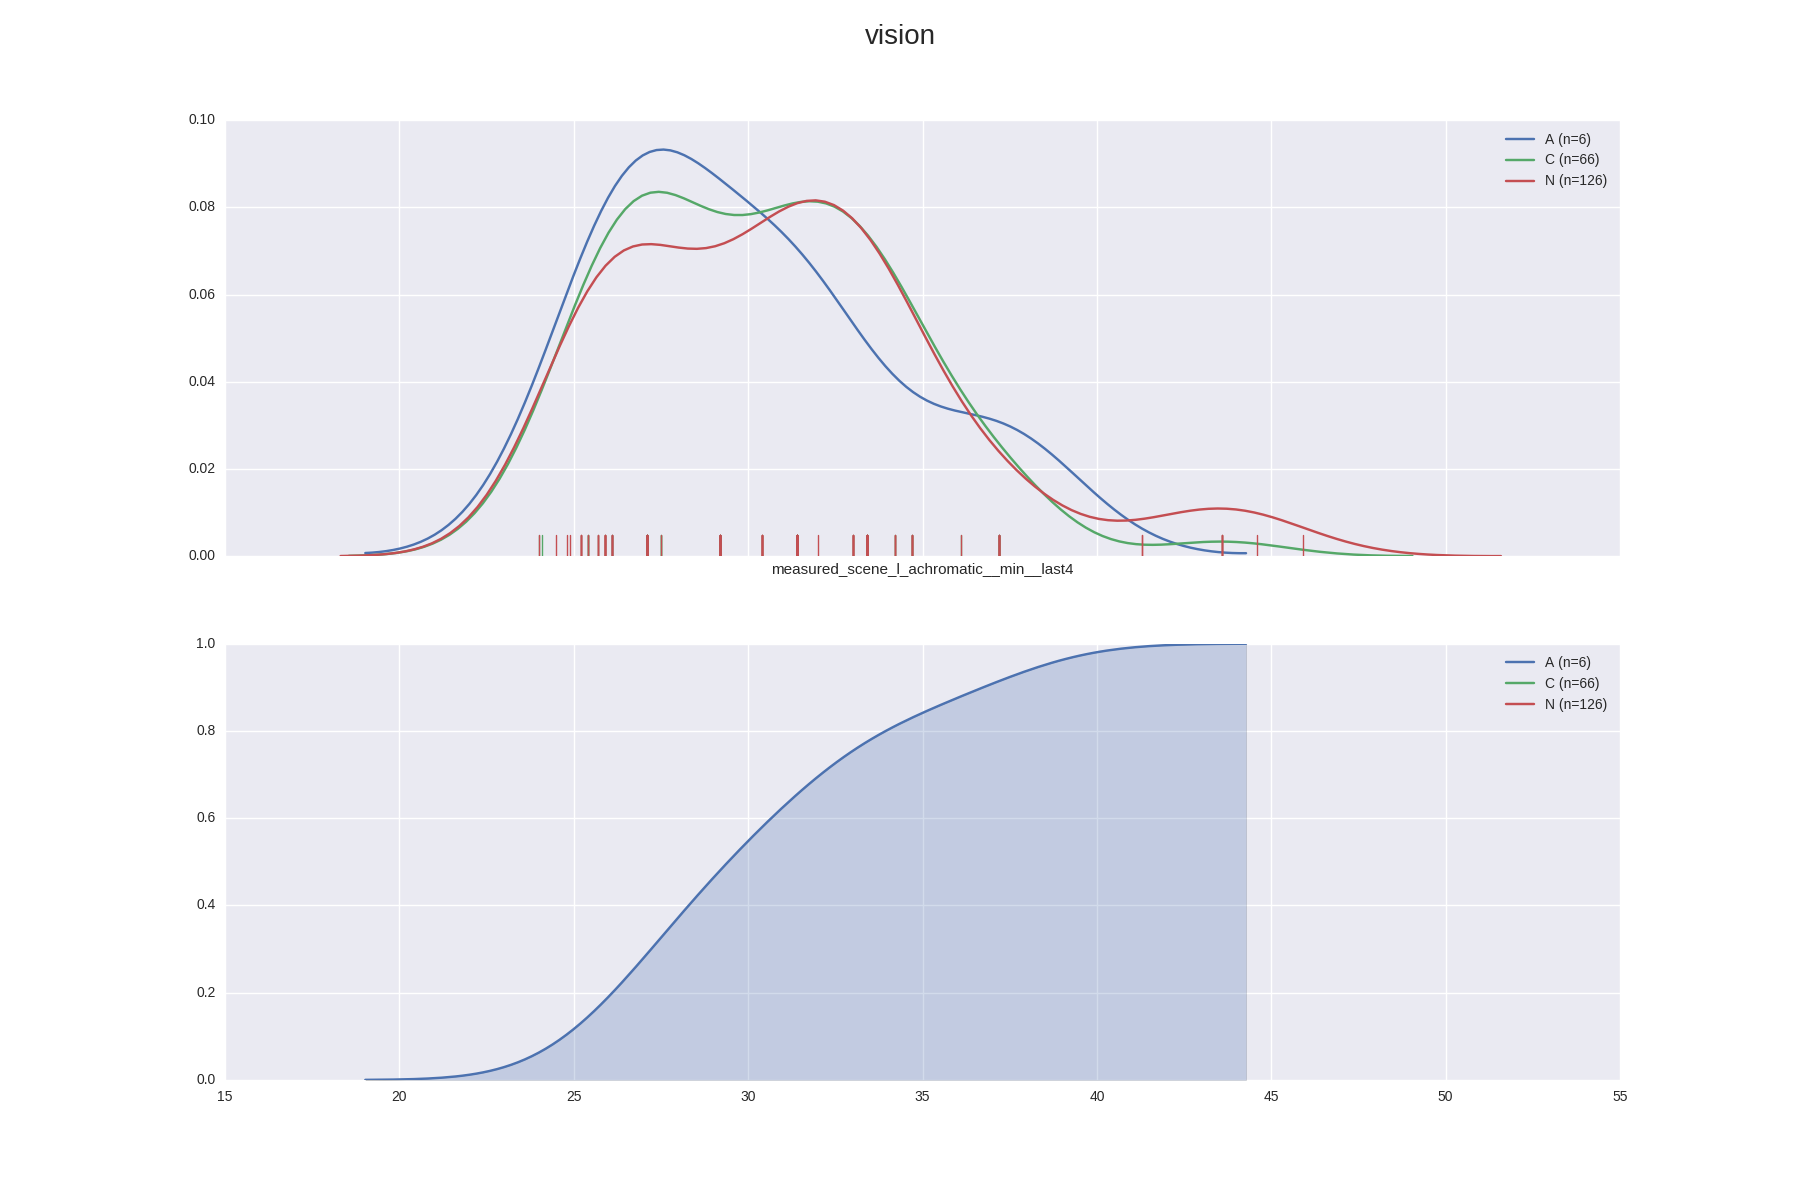 vision
0.10
0.08
0.06
0.04
0.02
0.00
A (n=6)
C (n=66)
N (n=126)
measured_scene_l_achromatic__min__last4
1.0
0.8
0.6
0.4
0.2
0.0
A (n=6)
C (n=66)
N (n=126)
15 20 25 30 35 40 45 50 55